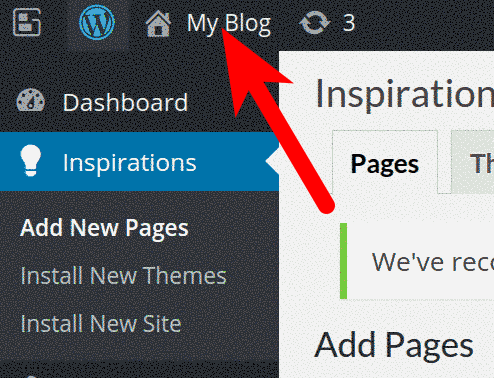 My Blog 3
Dashboard
Inspirations
Add New Pages
Install New Themes
Install New Site
Inspiration
Pages
Th
We've reco
Add Pages